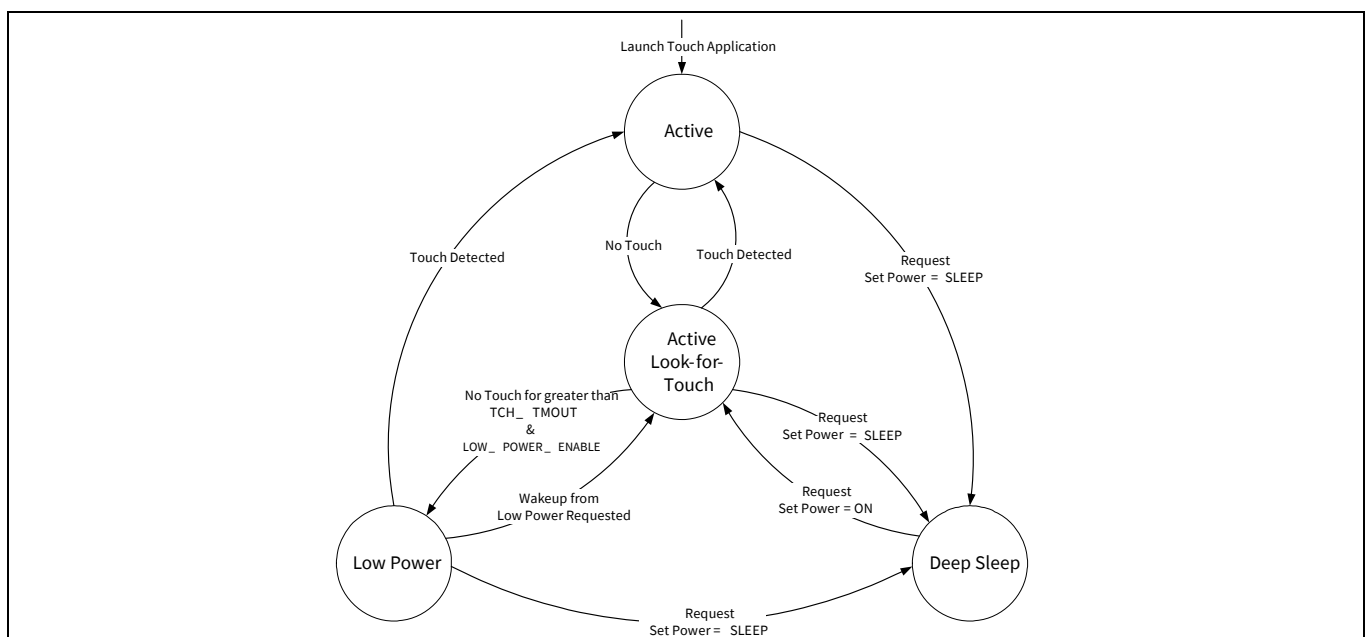 Launch Touch Application
Active
No Touch
Touch Detected
Touch Detected
Request
Set Power = SLEEP
Active
Look-for-
Touch
No Touch for greater than
TCH_ TMOUT
&
LOW_ POWER_ ENABLE
Request
Set Power = SLEEP
Wakeup from
Low Power Requested
Request
Set Power = ON
Low Power
Deep Sleep
Request
Set Power = SLEEP